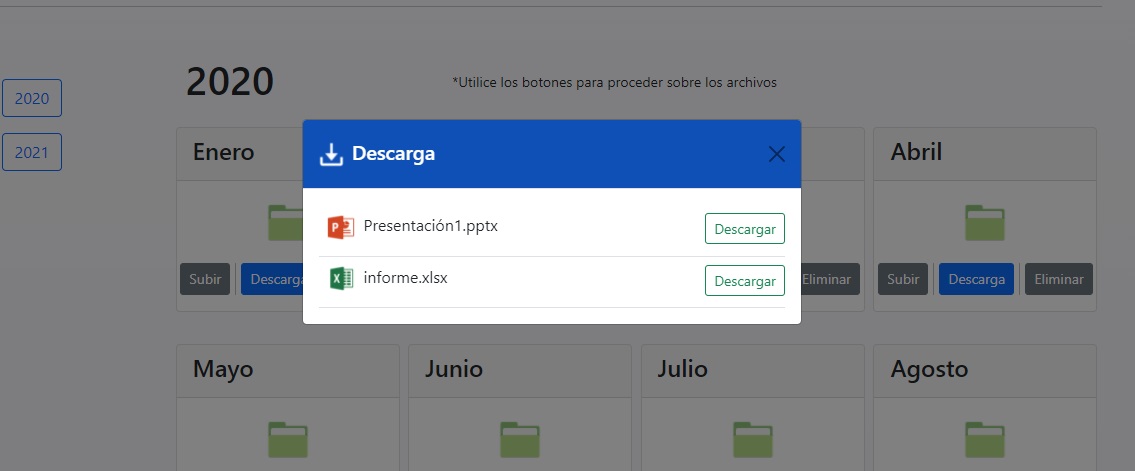 2020
*Utilice los botones para proceder sobre los archivos
2020
2021
Enero
Abril
Descarga
Presentación1.pptx
Descargar
informe.xlsx
Descargar
Subir
Descarga
Eliminar
Subir
Descarga
Eliminar
Mayo
Junio
Julio
Agosto